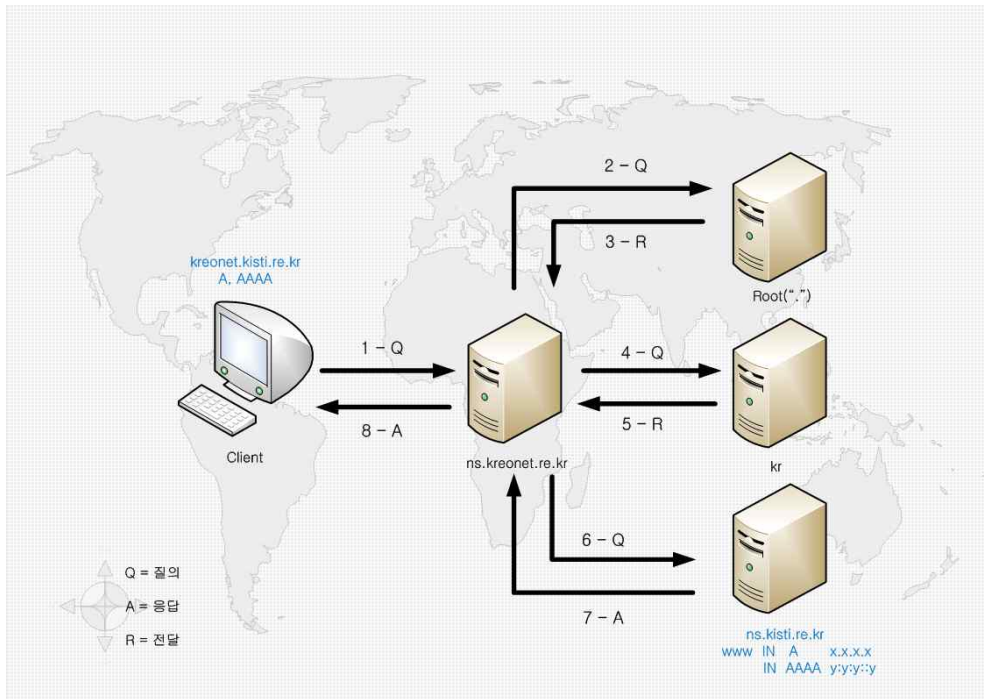 2 - Q
3 - R
Root(".")
kreonet.kisti.re.kr
A, AAAA
1 - Q
8 - A
Client
ns.kreonet.re.kr
4 - Q
5 - R
kr
6 - Q
7 - A
ns.kisti.re.kr
www IN A x.x.x.x
IN AAAA y:y:y::y
Q = 질의
A = 응답
R = 전달